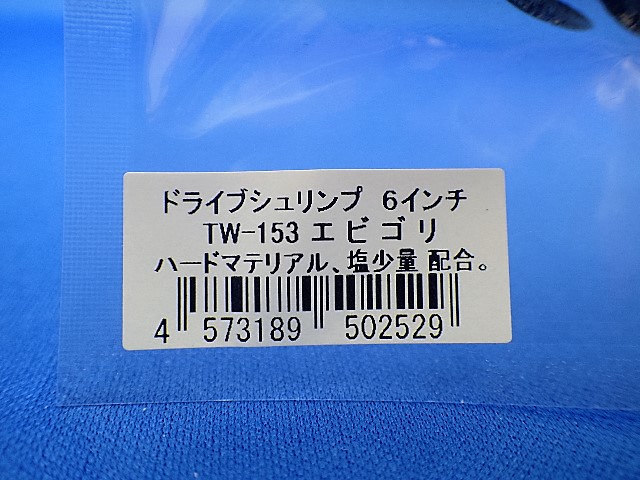 ドライブシュリンプ 6インチ
TW-153 エビゴリ
ハードマテリアル、塩少量 配合。
4 573189 502529